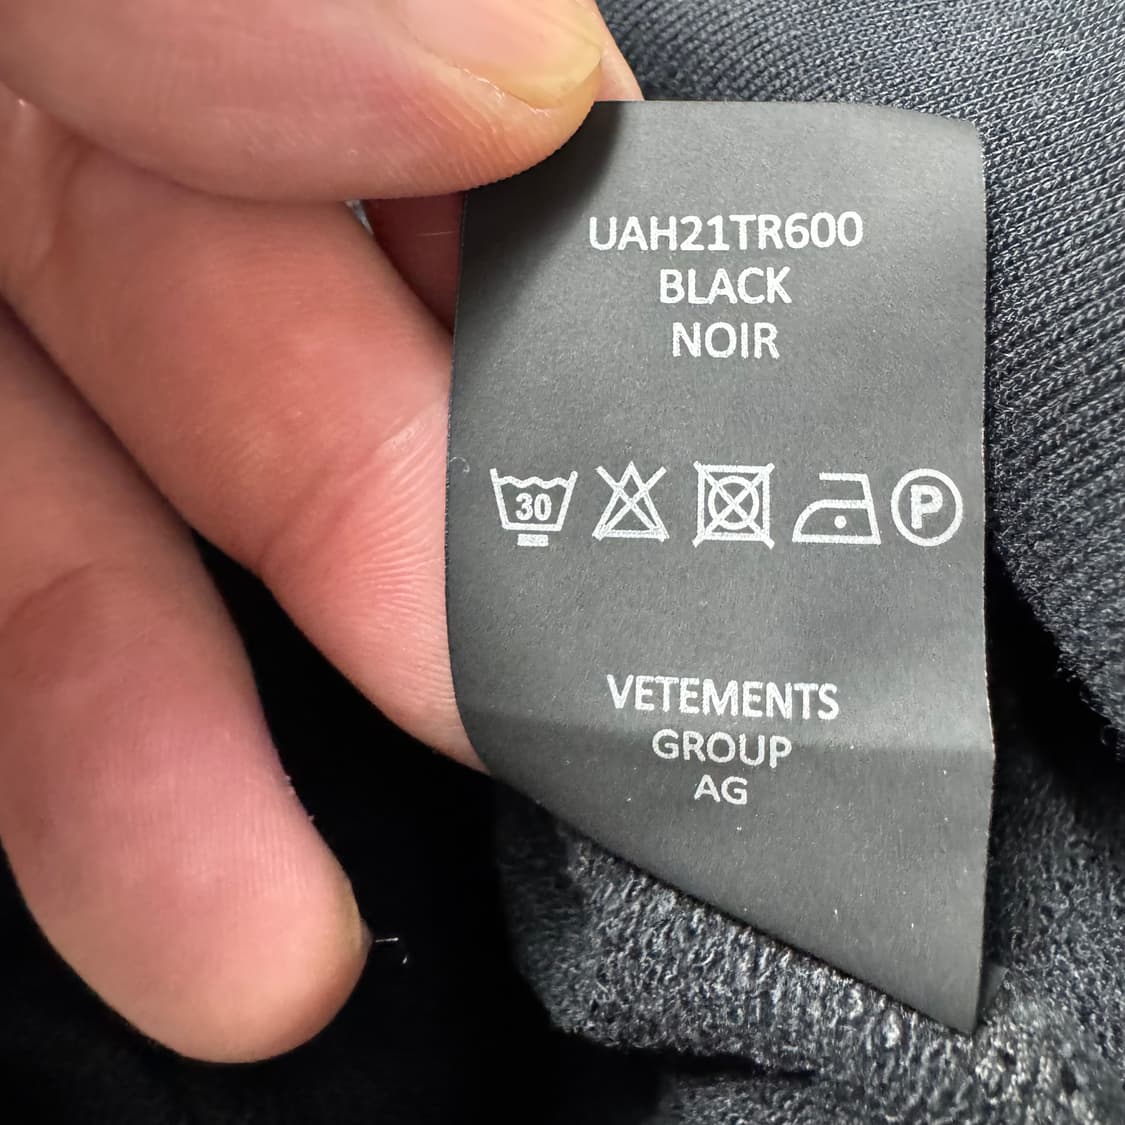 UAH21TR600
BLACK
NOIR
30 P
VETEMENTS
GROUP
AG